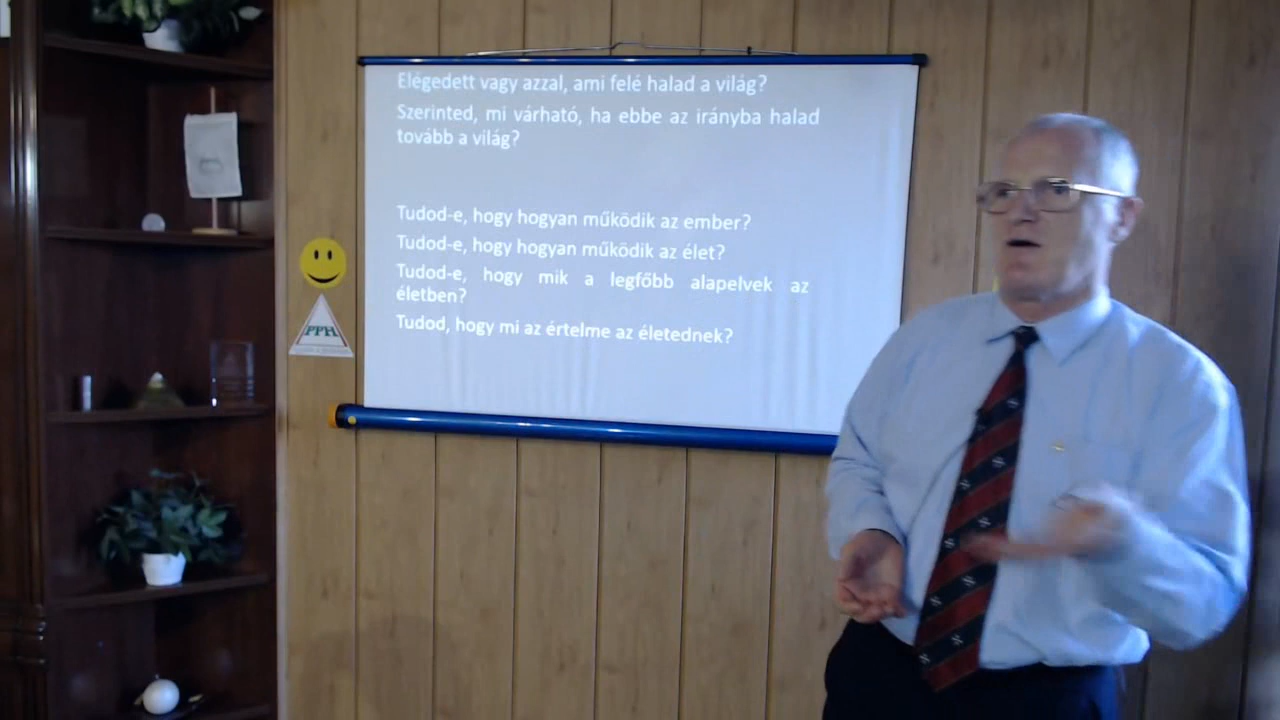 Elégedett vagy azzal, ami felé halad a világ?
Szerinted, mi várható, ha ebbe az irányba halad
tovább a világ?
Tudod-e, hogy hogyan működik az ember?
Tudod-e, hogy hogyan működik az élet?
Tudod-e, hogy mik a legfőbb alapelvek az
életben?
Tudod, hogy mi az értelme az életednek?
PPH